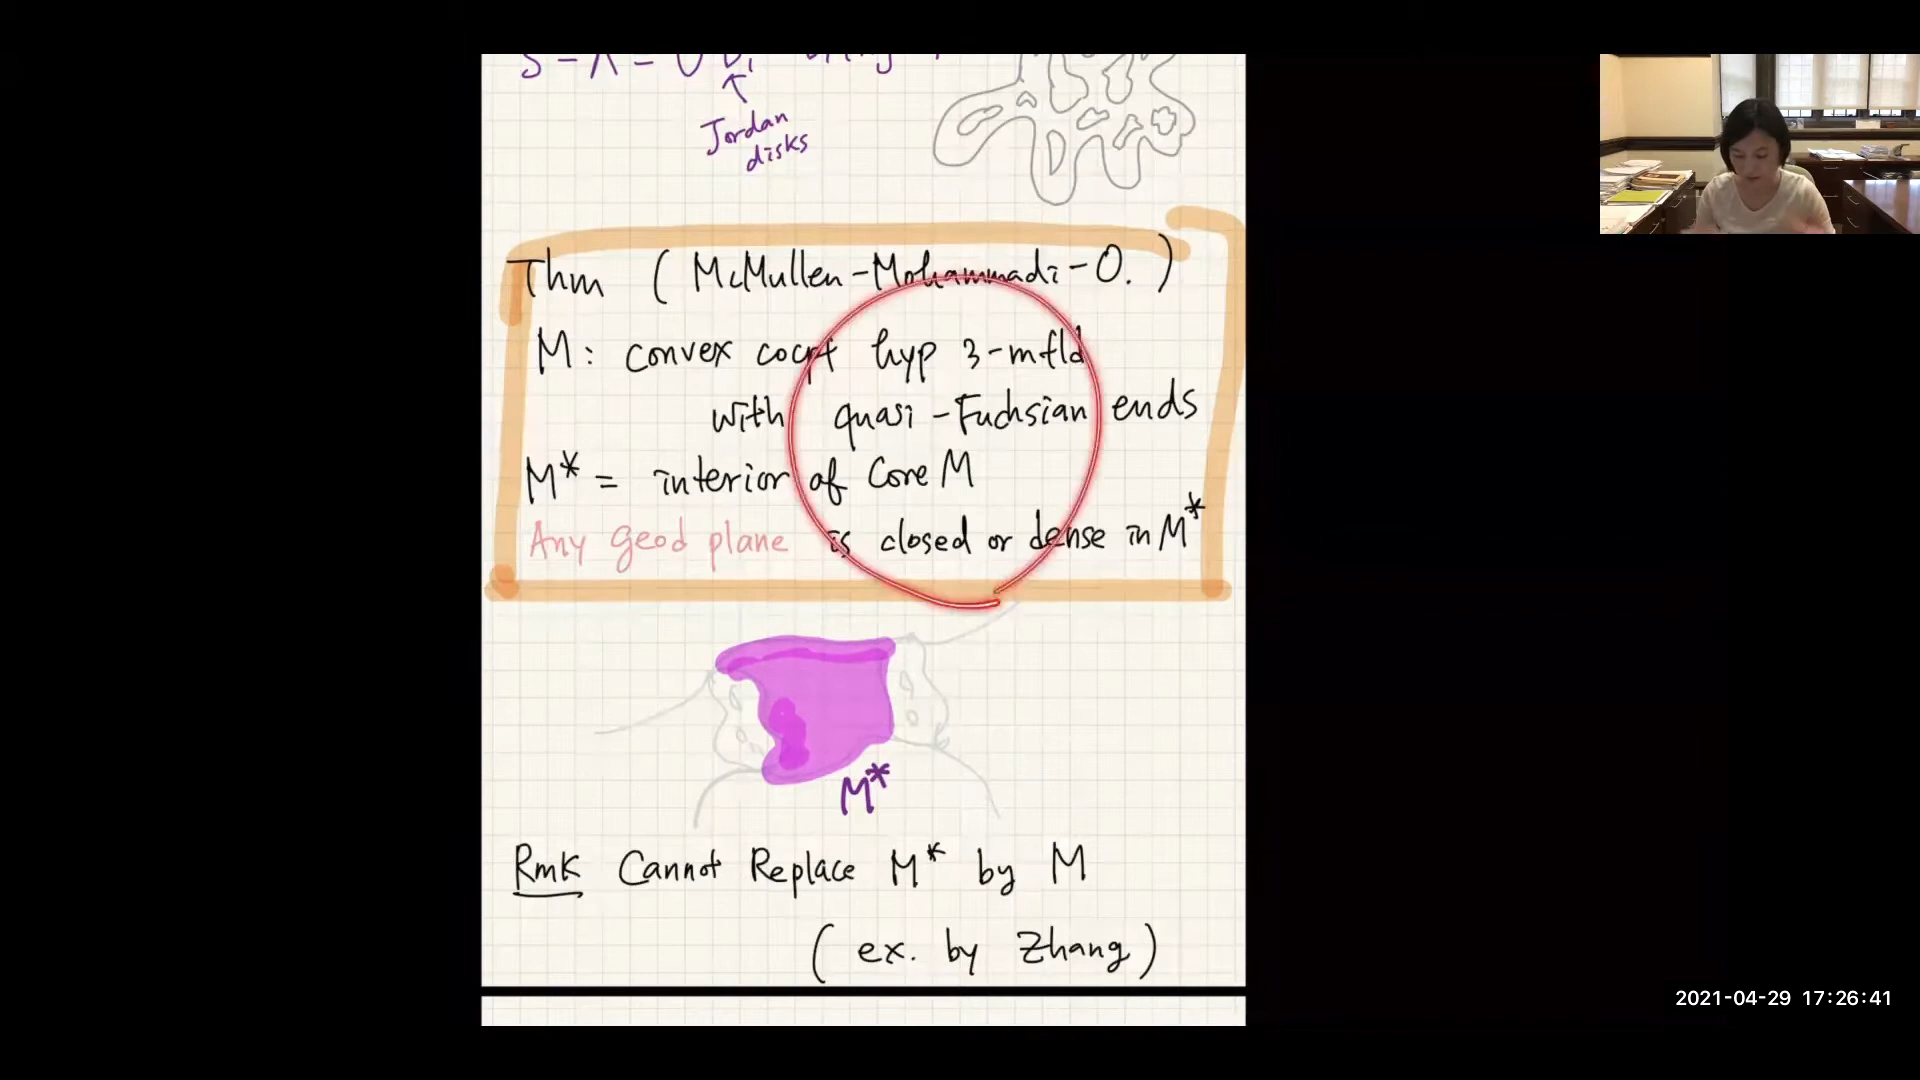 Jordan
disks
Thm ( McMullen-Mohammadi-O. )
M: convex cocpt hyp 3-mfld
with quasi-Fuchsian ends
M* = interior of Core M
Any geod plane is closed or dense in M*
M*
Rmk Cannot Replace M* by M
( ex. by Zhang )
2021-04-29 17:26:41